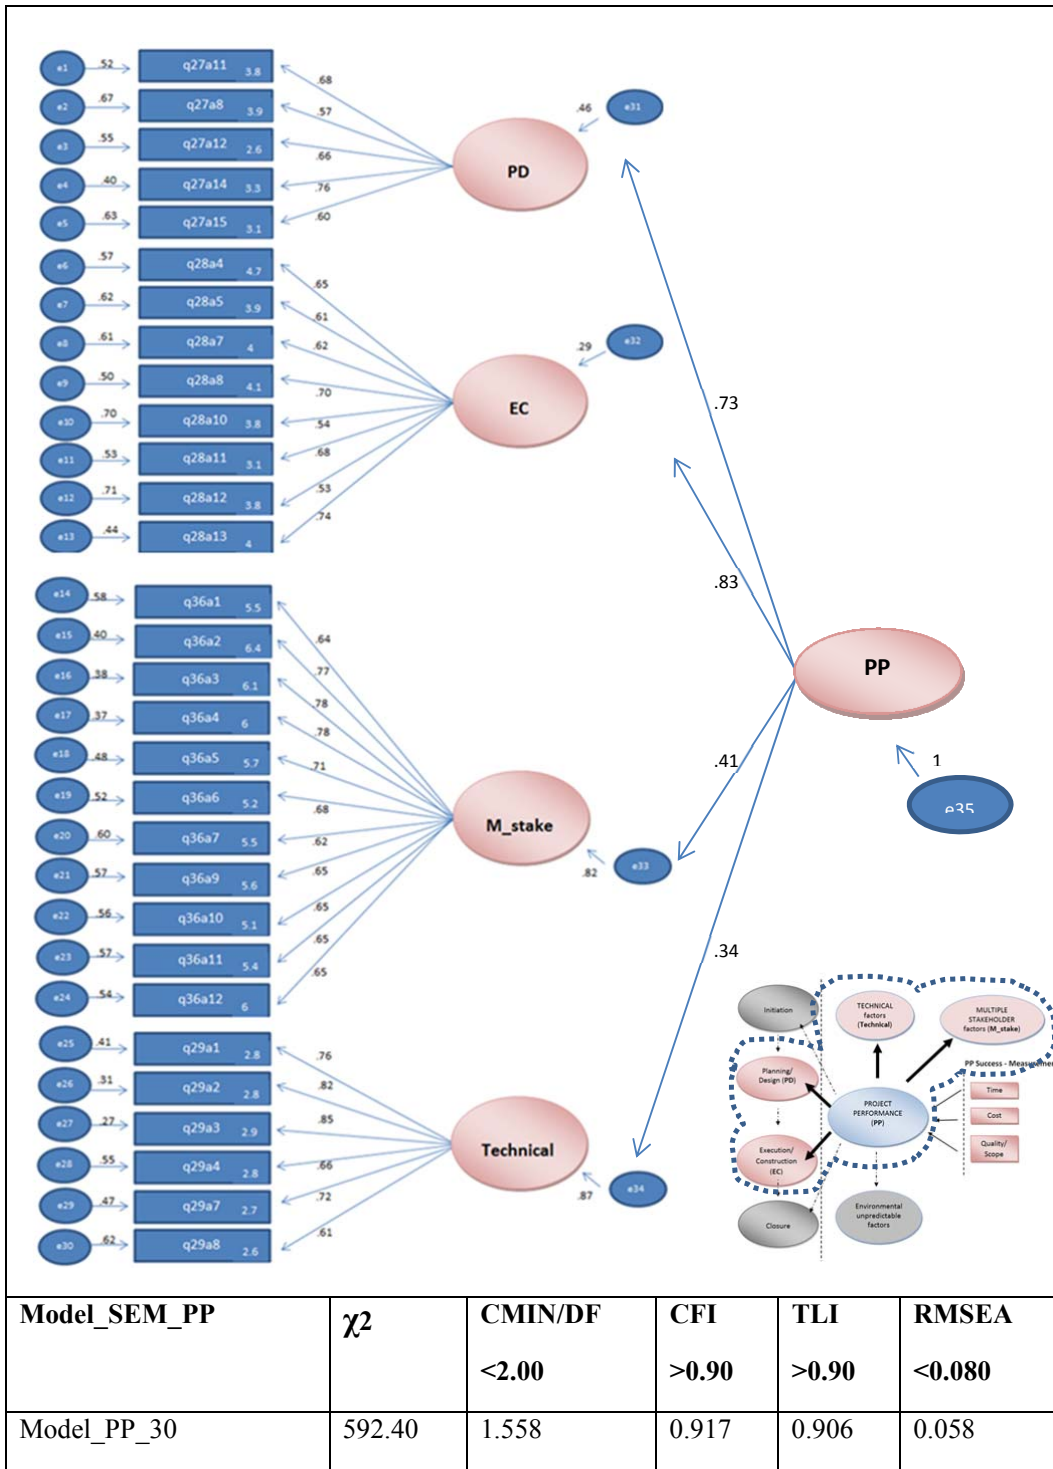 e1 .52 q27a11 3.8 .68
e2 .67 q27a8 3.9 .57
e3 .55 q27a12 2.6 .66
e4 .40 q27a14 3.3 .76
e5 .63 q27a15 3.1 .60
PD .46 e31
e6 .57 q28a4 4.7 .65
e7 .62 q28a5 3.9 .61
e8 .61 q28a7 4 .62
e9 .50 q28a8 4.1 .70
e10 .70 q28a10 3.8 .54
e11 .53 q28a11 3.1 .68
e12 .71 q28a12 3.8 .53
e13 .44 q28a13 4 .74
EC .29 e32
e14 .58 q36a1 5.5 .64
e15 .40 q36a2 6.4 .77
e16 .38 q36a3 6.1 .78
e17 .37 q36a4 6 .78
e18 .48 q36a5 5.7 .71
e19 .52 q36a6 5.2 .68
e20 .60 q36a7 5.5 .62
e21 .57 q36a9 5.6 .65
e22 .56 q36a10 5.1 .65
e23 .57 q36a11 5.4 .65
e24 .54 q36a12 6 .65
M_stake .82 e33
e25 .41 q29a1 2.8 .76
e26 .31 q29a2 2.8 .82
e27 .27 q29a3 2.9 .85
e28 .55 q29a4 2.8 .66
e29 .47 q29a7 2.7 .72
e30 .62 q29a8 2.6 .61
Technical .87 e34
.73
.83
.41
.34
PP
1
e35
Initiation
TECHNICAL
factors
(Technical)
MULTIPLE
STAKEHOLDER
factors (M_stake)
Planning/
Design (PD)
PP Success - Measuremen
Time
Cost
Quality/
Scope
PROJECT
PERFORMANCE
(PP)
Execution/
Construction
(EC)
Closure
Environmental
unpredictable
factors
Model_SEM_PP χ2 CMIN/DF CFI TLI RMSEA
<2.00 >0.90 >0.90 <0.080
Model_PP_30 592.40 1.558 0.917 0.906 0.058